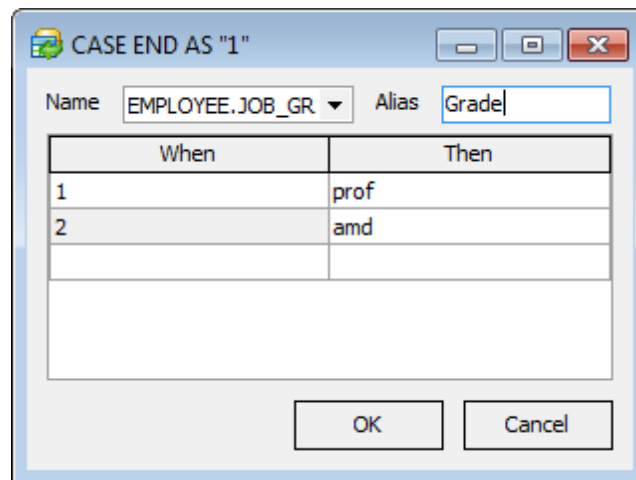 CASE END AS "1"
Name EMPLOYEE.JOB_GR Alias Grade
When Then
1 prof
2 amd
OK Cancel